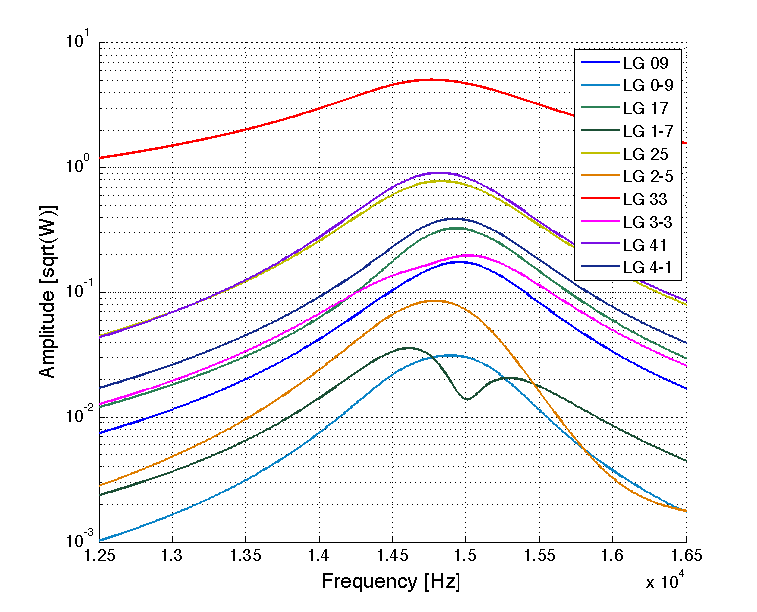 10^1
10^0
10^-1
10^-2
10^-3
Amplitude [sqrt(W)]
LG 09
LG 0-9
LG 17
LG 1-7
LG 25
LG 2-5
LG 33
LG 3-3
LG 41
LG 4-1
1.25 1.3 1.35 1.4 1.45 1.5 1.55 1.6 1.65
Frequency [Hz]
x 10^4